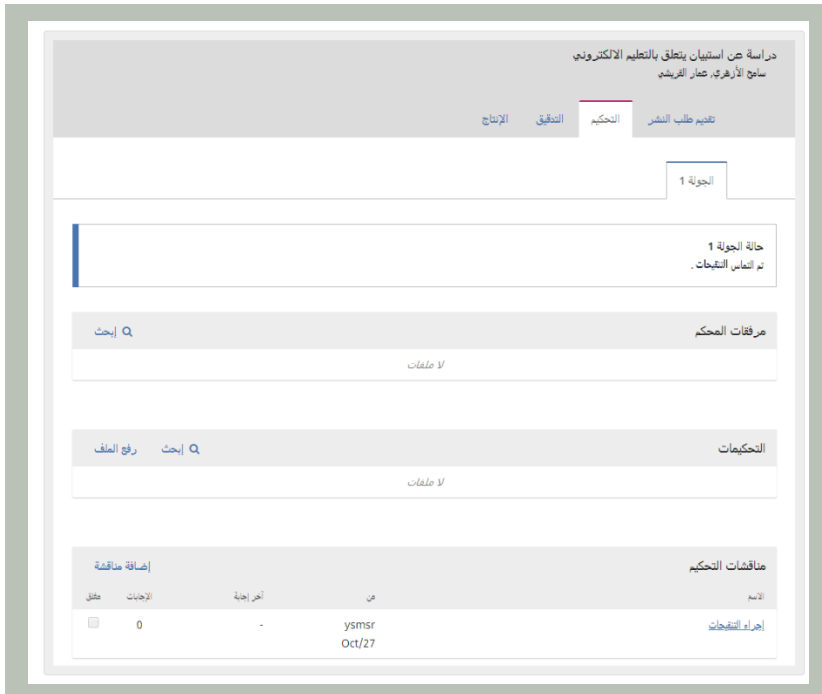 دراسة عن استبيان يتعلق بالتعليم الالكتروني
سامح الأزهري, عمار القريشي
تقديم طلب النشر التحكيم التدقيق الإنتاج
الجولة 1
حالة الجولة 1
تم التماس التنقيحات .
مرفقات المحكم إبحث
لا ملفات
التحكيمات إبحث رفع الملف
لا ملفات
مناقشات التحكيم إضافة مناقشة
الاسم من آخر إجابة الإجابات مغلق
إجراء التنقيحات ysmsr - 0
Oct/27